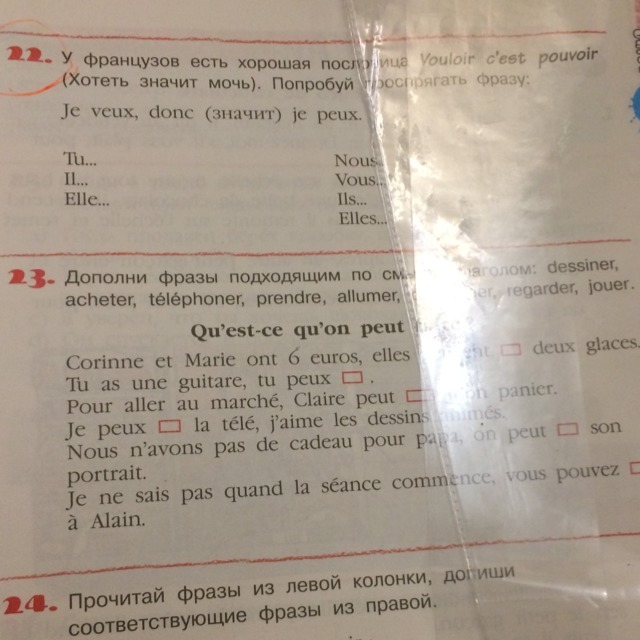 22. У французов есть хорошая пословица Vouloir c'est pouvoir
(Хотеть значит мочь). Попробуй проспрягать фразу:
Je veux, donc (значит) je peux.
Tu... Nous...
Il... Vous...
Elle... Ils...
Elles...
23. Дополни фразы подходящим по смыслу глаголом: dessiner,
acheter, téléphoner, prendre, allumer, regarder, jouer.
Qu'est-ce qu'on peut
Corinne et Marie ont 6 euros, elles deux glaces.
Tu as une guitare, tu peux .
Pour aller au marché, Claire peut son panier.
Je peux la télé, j'aime les dessins animés.
Nous n'avons pas de cadeau pour papa, on peut son
portrait.
Je ne sais pas quand la séance commence, vous pouvez
à Alain.
24. Прочитай фразы из левой колонки, допиши
соответствующие фразы из правой.